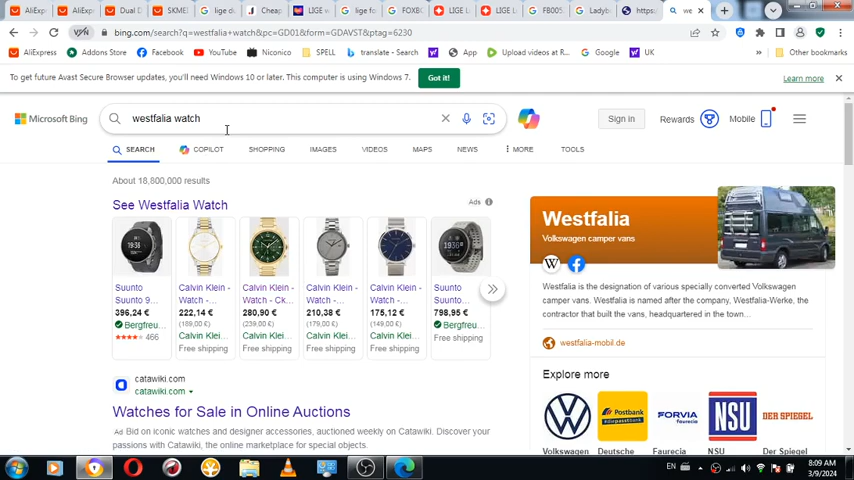 AliExpr
AliExpr
Dual D
SKME
lige d
Cheap
LIGE w
lige fo
FOXB
LIGE L
LIGE L
FB005
Ladyb
https:
w
bing.com/search?q=westfalia+watch&pc=GD01&form=GDAVST&ptag=6230
VPN
AliExpress
Addons Store
Facebook
YouTube
Niconico
SPELL
translate - Search
App
Upload videos at r...
Google
UK
Other bookmarks
To get future Avast Secure Browser updates, you'll need Windows 10 or later. This computer is using Windows 7.
Got it!
Learn more
Microsoft Bing
westfalia watch
Sign in
Rewards
Mobile
SEARCH
COPILOT
SHOPPING
IMAGES
VIDEOS
MAPS
NEWS
MORE
TOOLS
About 18,800,000 results
See Westfalia Watch
Ads
Suunto
Suunto 9...
396,24 €
Bergfreu...
466
Calvin Klein -
Watch - ...
222,14 €
(189,00 €)
Calvin Klei...
Free shipping
Calvin Klein -
Watch - Ck...
280,90 €
(239,00 €)
Calvin Klei...
Free shipping
Calvin Klein -
Watch - ...
210,38 €
(179,00 €)
Calvin Klei...
Free shipping
Calvin Klein -
Watch - ...
175,12 €
(149,00 €)
Calvin Klei...
Free shipping
Suunto
Suunto...
798,95 €
Bergfreu...
Free shipping
catawiki.com
catawiki.com
Watches for Sale in Online Auctions
Ad Bid on iconic watches and designer accessories, auctioned weekly on Catawiki. Discover your
passions with Catawiki, the online marketplace for special objects.
Westfalia
Volkswagen camper vans
W
Westfalia is the designation of various specially converted Volkswagen
camper vans. Westfalia is named after the company, Westfalia-Werke, the
contractor that built the vans, headquartered in the town...
westfalia-mobil.de
Explore more
Postbank
FORVIA
faurecia
NSU
DER SPIEGEL
Volkswagen
Deutsche
Faurecia
NSU
Der Spiegel
EN
8:09 AM
3/9/2024